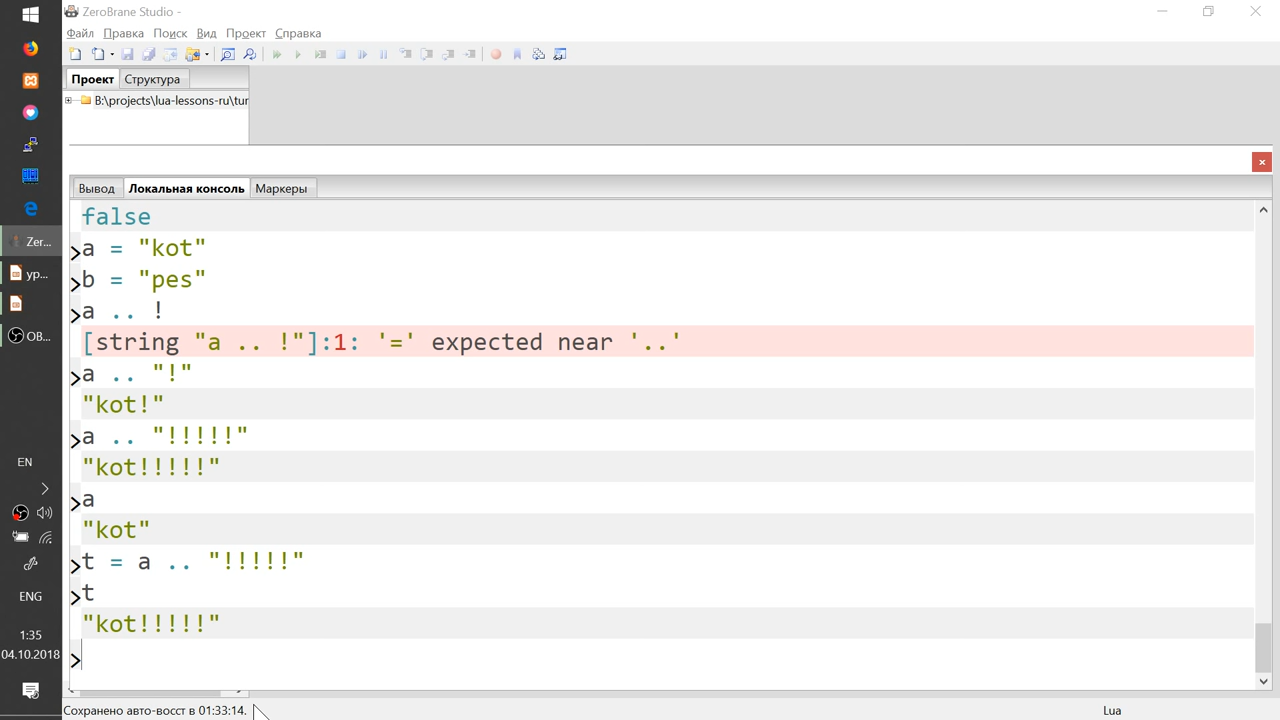 ZeroBrane Studio -
Файл Правка Поиск Вид Проект Справка
Проект Структура
B:\projects\lua-lessons-ru\tur
Вывод Локальная консоль Маркеры
false
a = "kot"
b = "pes"
a .. !
[string "a .. !"]:1: '=' expected near '..'
a .. "!"
"kot!"
a .. "!!!!!"
"kot!!!!!"
a
"kot"
t = a .. "!!!!!"
t
"kot!!!!!"
Сохранено авто-восст в 01:33:14.
Lua
Zer...
ур...
OB...
EN
ENG
1:35
04.10.2018